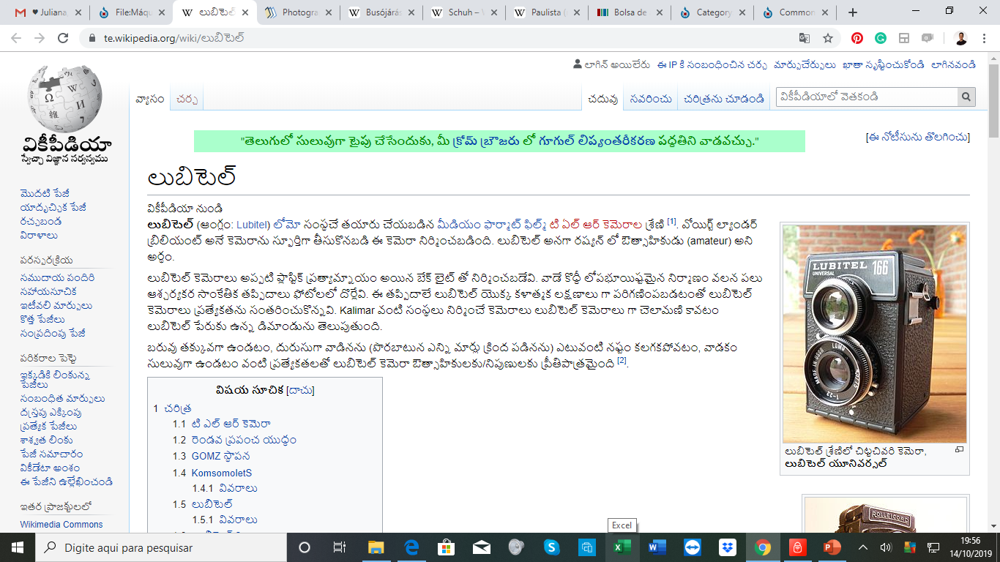 ♥ Juliana,
File:Máqu
లుబిటెల్
Photogra
Busójárás
Schuh –
Paulista (
Bolsa de
Category
Common
te.wikipedia.org/wiki/లుబిటెల్
లాగిన్ అయిలేరు ఈ IP కి సంబంధించిన చర్చ మార్పుచేర్పులు ఖాతా సృష్టించుకోండి లాగినవండి
వ్యాసం చర్చ చదువు సవరించు చరిత్రను చూడండి వికీపీడియాలో వెతకండి
వికీపీడియా
స్వేచ్ఛా విజ్ఞాన సర్వస్వము
"తెలుగులో సులువుగా టైపు చేసేందుకు, మీ క్రోమ్ బ్రౌజరు లో గూగుల్ లిప్యంతరీకరణ పద్ధతిని వాడవచ్చు."
[ఈ నోటీసును తొలగించు]
మొదటి పేజీ
యాదృచ్ఛిక పేజీ
రచ్చబండ
విరాళాలు
పరస్పరక్రియ
సముదాయ పందిరి
సహాయసూచిక
ఇటీవలి మార్పులు
కొత్త పేజీలు
సంప్రదింపు పేజీ
పరికరాల పెట్టె
ఇక్కడికి లింకున్న
పేజీలు
సంబంధిత మార్పులు
దస్త్రపు ఎక్కింపు
ప్రత్యేక పేజీలు
శాశ్వత లింకు
పేజీ సమాచారం
వికీడేటా అంశం
ఈ పేజీని ఉల్లేఖించండి
ఇతర ప్రాజెక్టులలో
Wikimedia Commons
లుబిటెల్
వికీపీడియా నుండి
లుబిటెల్ (ఆంగ్లం: Lubitel) లోమో సంస్థచే తయారు చేయబడిన మీడియం ఫార్మాట్ ఫిల్మ్ టి ఏల్ ఆర్ కెమెరాల శ్రేణి [1]. వోయిగ్ట్ ల్యాండర్
బ్రిలియంట్ అనే కెమెరాను స్ఫూర్తిగా తీసుకొనబడి ఈ కెమెరా నిర్మించబడింది. లుబిటెల్ అనగా రష్యన్ లో ఔత్సాహికుడు (amateur) అని
అర్థం.
లుబిటెల్ కెమెరాలు అప్పటి ప్లాస్టిక్ ప్రత్యామ్నాయం అయిన బేక్ లైట్ తో నిర్మించబడేవి. వాడే కొద్దీ లోపభూయిష్టమైన నిర్మాణం వలన పలు
ఆశ్చర్యకర సాంకేతిక తప్పిదాలు ఫోటోలలో దొర్లేవి. ఈ తప్పిదాలే లుబిటెల్ యొక్క కళాత్మక లక్షణాలు గా పరిగణింపబడటంతో లుబిటెల్
కెమెరాలు ప్రత్యేకతను సంతరించుకొన్నవి. Kalimar వంటి సంస్థలు నిర్మించే కెమెరాలు లుబిటెల్ కెమెరాలు గా చెలామణి కావటం
లుబిటెల్ పేరుకు ఉన్న డిమాండును తెలుపుతుంది.
బరువు తక్కువగా ఉండటం, దురుసుగా వాడినను (పొరబాటున ఎన్ని మార్లు క్రింద పడినను) ఎటువంటి నష్టం కలగకపోవటం, వాడకం
సులువుగా ఉండటం వంటి ప్రత్యేకతలతో లుబిటెల్ కెమెరా ఔత్సాహికులకు/నిపుణులకు ప్రీతిపాత్రమైంది [2].
విషయ సూచిక [దాచు]
1 చరిత్ర
1.1 టి ఎల్ ఆర్ కెమెరా
1.2 రెండవ ప్రపంచ యుద్ధం
1.3 GOMZ స్థాపన
1.4 KomsomoletS
1.4.1 వివరాలు
1.5 లుబిటెల్
1.5.1 వివరాలు
LUBITEL 166
UNIVERSAL
LOMO
MADE IN USSR
లుబిటెల్ శ్రేణిలో చిట్టచివరి కెమెరా,
లుబిటెల్ యూనివర్సల్
ROLLEICORD
Excel
Digite aqui para pesquisar
19:56
14/10/2019